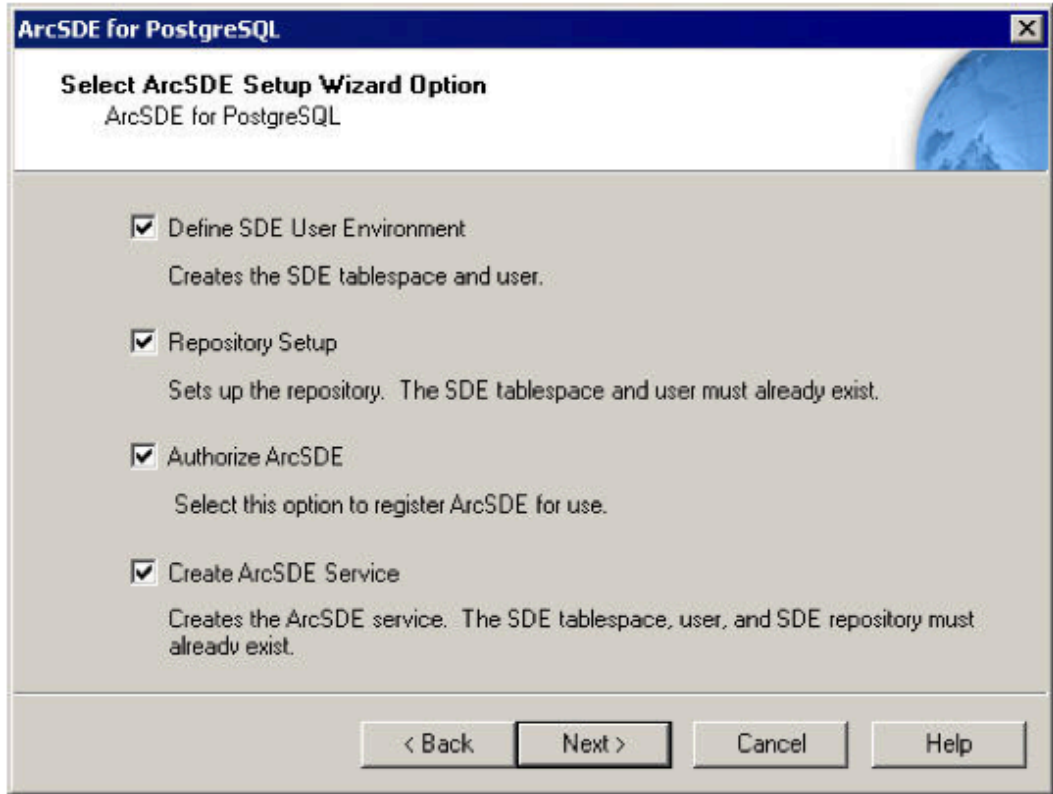 ArcSDE for PostgreSQL
Select ArcSDE Setup Wizard Option
ArcSDE for PostgreSQL
Define SDE User Environment
Creates the SDE tablespace and user.
Repository Setup
Sets up the repository. The SDE tablespace and user must already exist.
Authorize ArcSDE
Select this option to register ArcSDE for use.
Create ArcSDE Service
Creates the ArcSDE service. The SDE tablespace, user, and SDE repository must
already exist.
< Back Next > Cancel Help